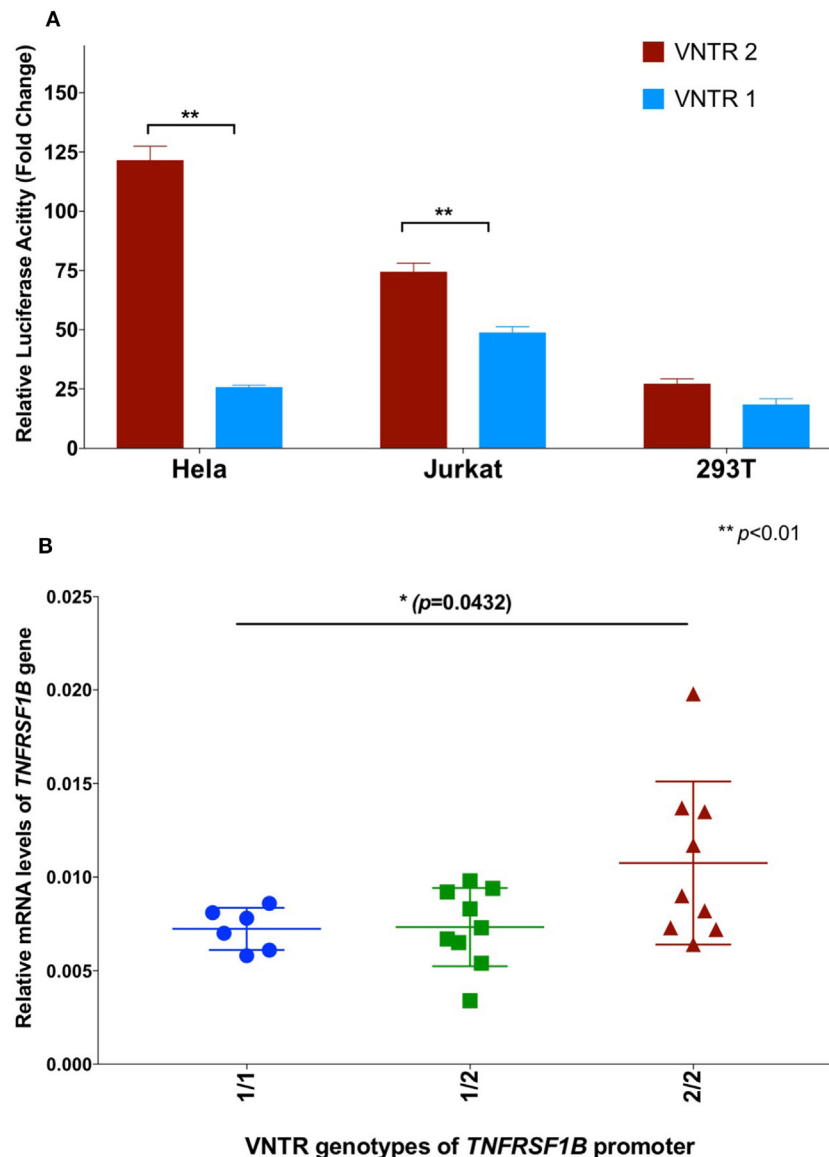 A
VNTR 2
VNTR 1
Relative Luciferase Acitity (Fold Change)
150
125
100
75
50
25
0
**
**
Hela
Jurkat
293T
** p<0.01
B
Relative mRNA levels of TNFRSF1B gene
0.025
0.020
0.015
0.010
0.005
0.000
* (p=0.0432)
1/1
1/2
2/2
VNTR genotypes of TNFRSF1B promoter